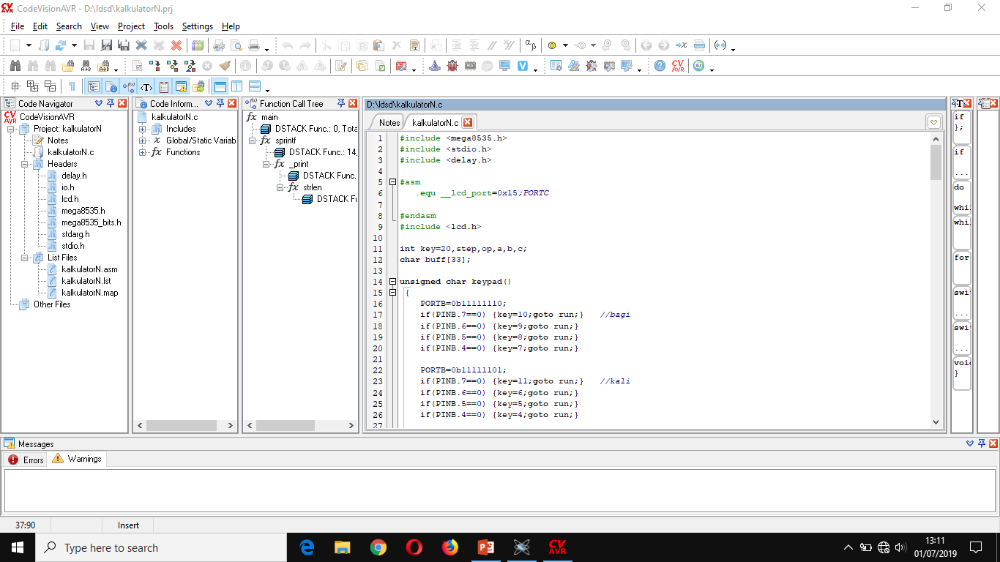 CodeVisionAVR - D:\ldsd\kalkulatorN.prj
File Edit Search View Project Tools Settings Help
Code Navigator
CodeVisionAVR
Project: kalkulatorN
Notes
kalkulatorN.c
Headers
delay.h
io.h
lcd.h
mega8535.h
mega8535_bits.h
stdarg.h
stdio.h
List Files
kalkulatorN.asm
kalkulatorN.lst
kalkulatorN.map
Other Files
Code Inform...
kalkulatorN.c
Includes
Global/Static Variab
Functions
Function Call Tree
main
DSTACK Func.: 0, Tota
sprintf
DSTACK Func.: 14,
_print
DSTACK Func.
strlen
DSTACK Fu
D:\ldsd\kalkulatorN.c
Notes kalkulatorN.c
1 #include <mega8535.h>
2 #include <stdio.h>
3 #include <delay.h>
4
5 #asm
6 .equ __lcd_port=0x15;PORTC
7
8 #endasm
9 #include <lcd.h>
10
11 int key=20,step,op,a,b,c;
12 char buff[33];
13
14 unsigned char keypad()
15 {
16 PORTB=0b11111110;
17 if(PINB.7==0) {key=10;goto run;} //bagi
18 if(PINB.6==0) {key=9;goto run;}
19 if(PINB.5==0) {key=8;goto run;}
20 if(PINB.4==0) {key=7;goto run;}
21
22 PORTB=0b11111101;
23 if(PINB.7==0) {key=11;goto run;} //kali
24 if(PINB.6==0) {key=6;goto run;}
25 if(PINB.5==0) {key=5;goto run;}
26 if(PINB.4==0) {key=4;goto run;}
27
if
};
if
...
do
whil
whil
for
swit
...
swit
...
void
}
Messages
Errors Warnings
37:90 Insert
Type here to search
13:11
01/07/2019